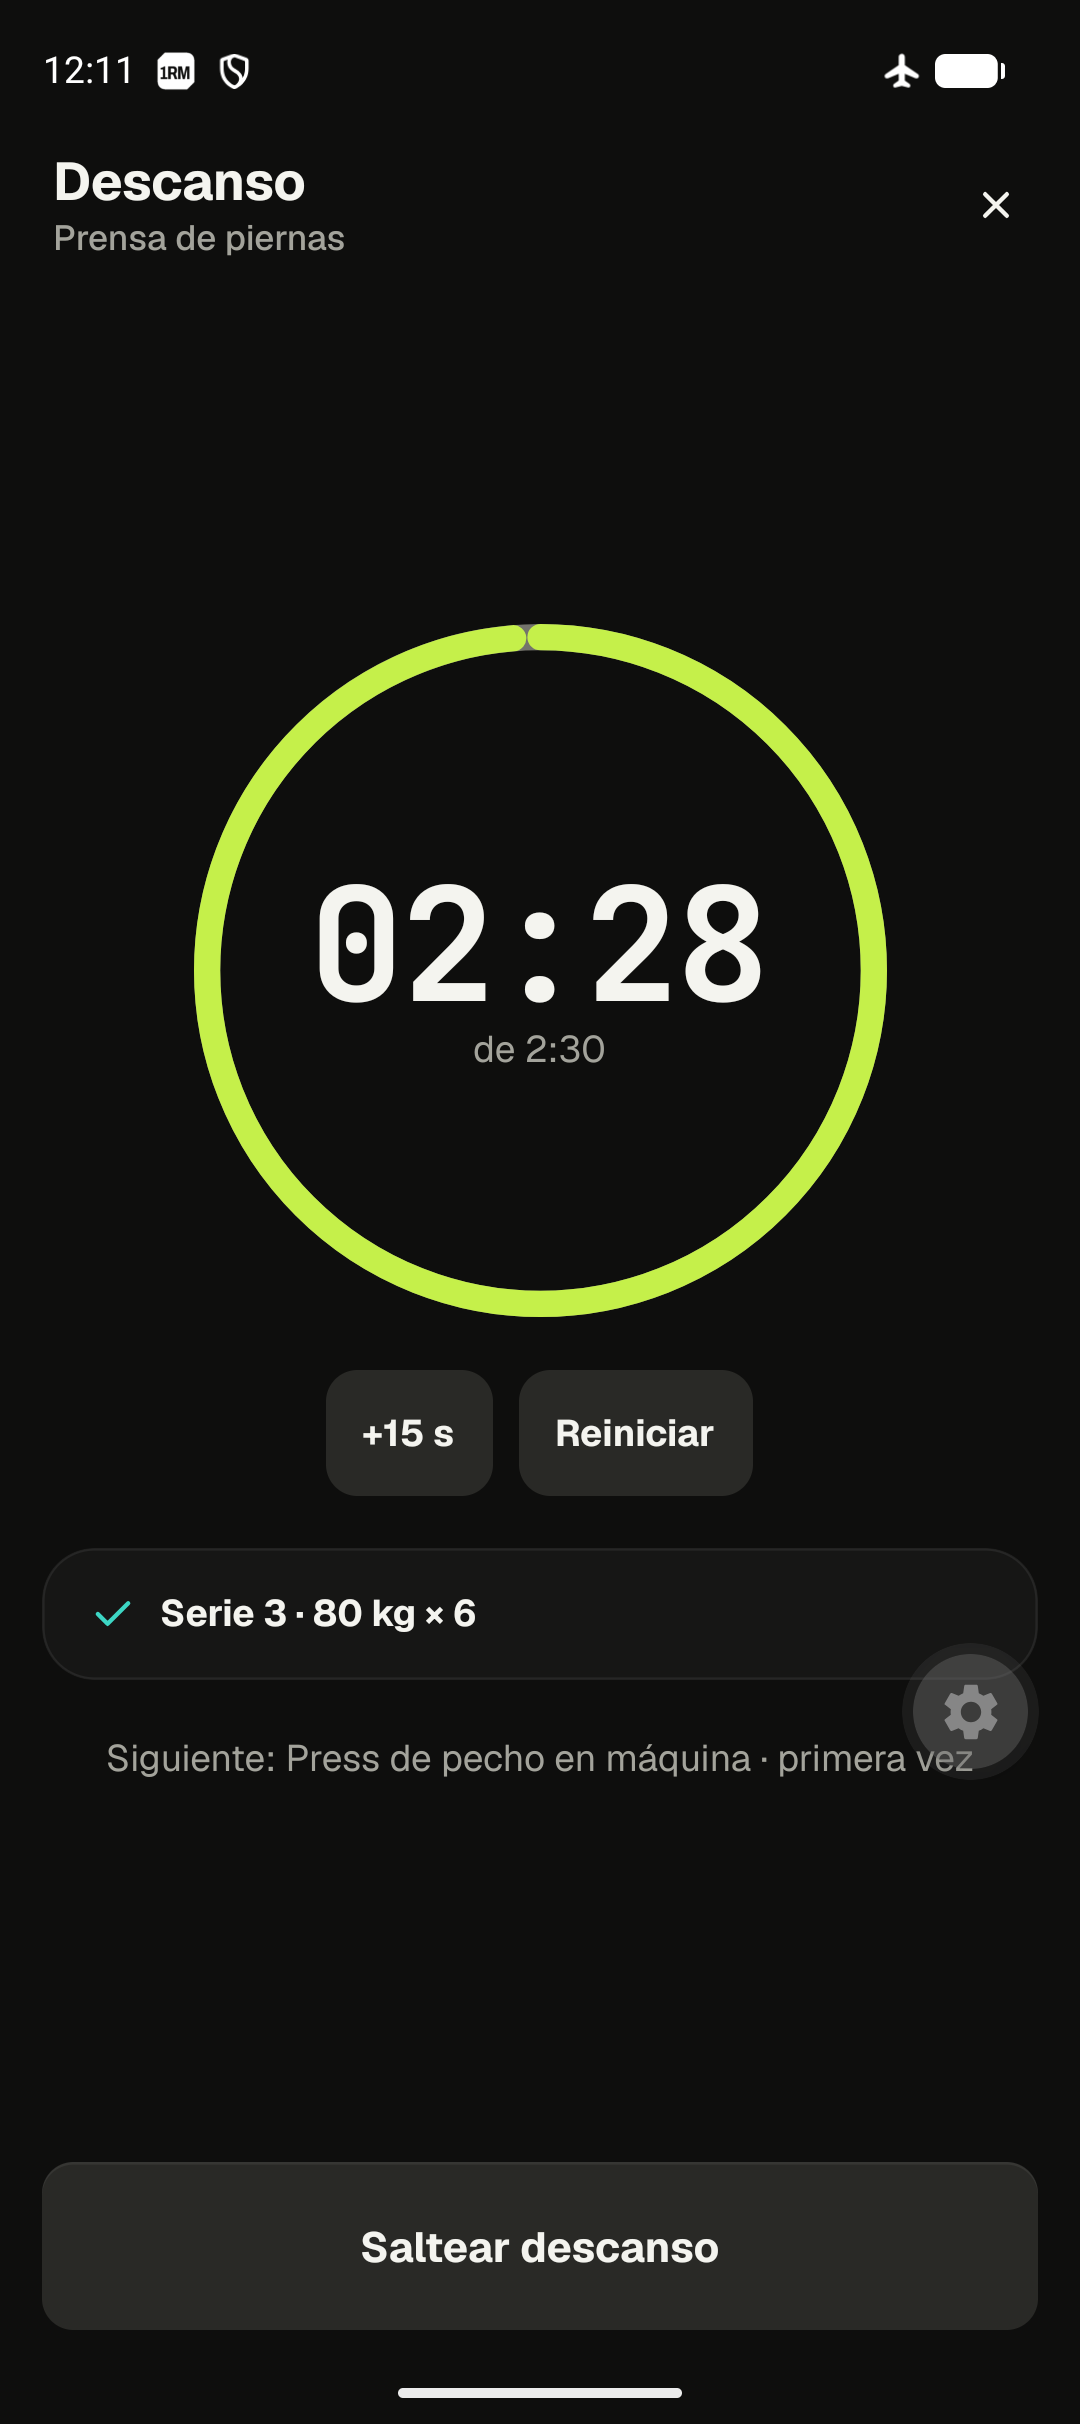 12:11 1RM
Descanso
Prensa de piernas
02:28
de 2:30
+15 s
Reiniciar
Serie 3 · 80 kg × 6
Siguiente: Press de pecho en máquina · primera vez
Saltear descanso